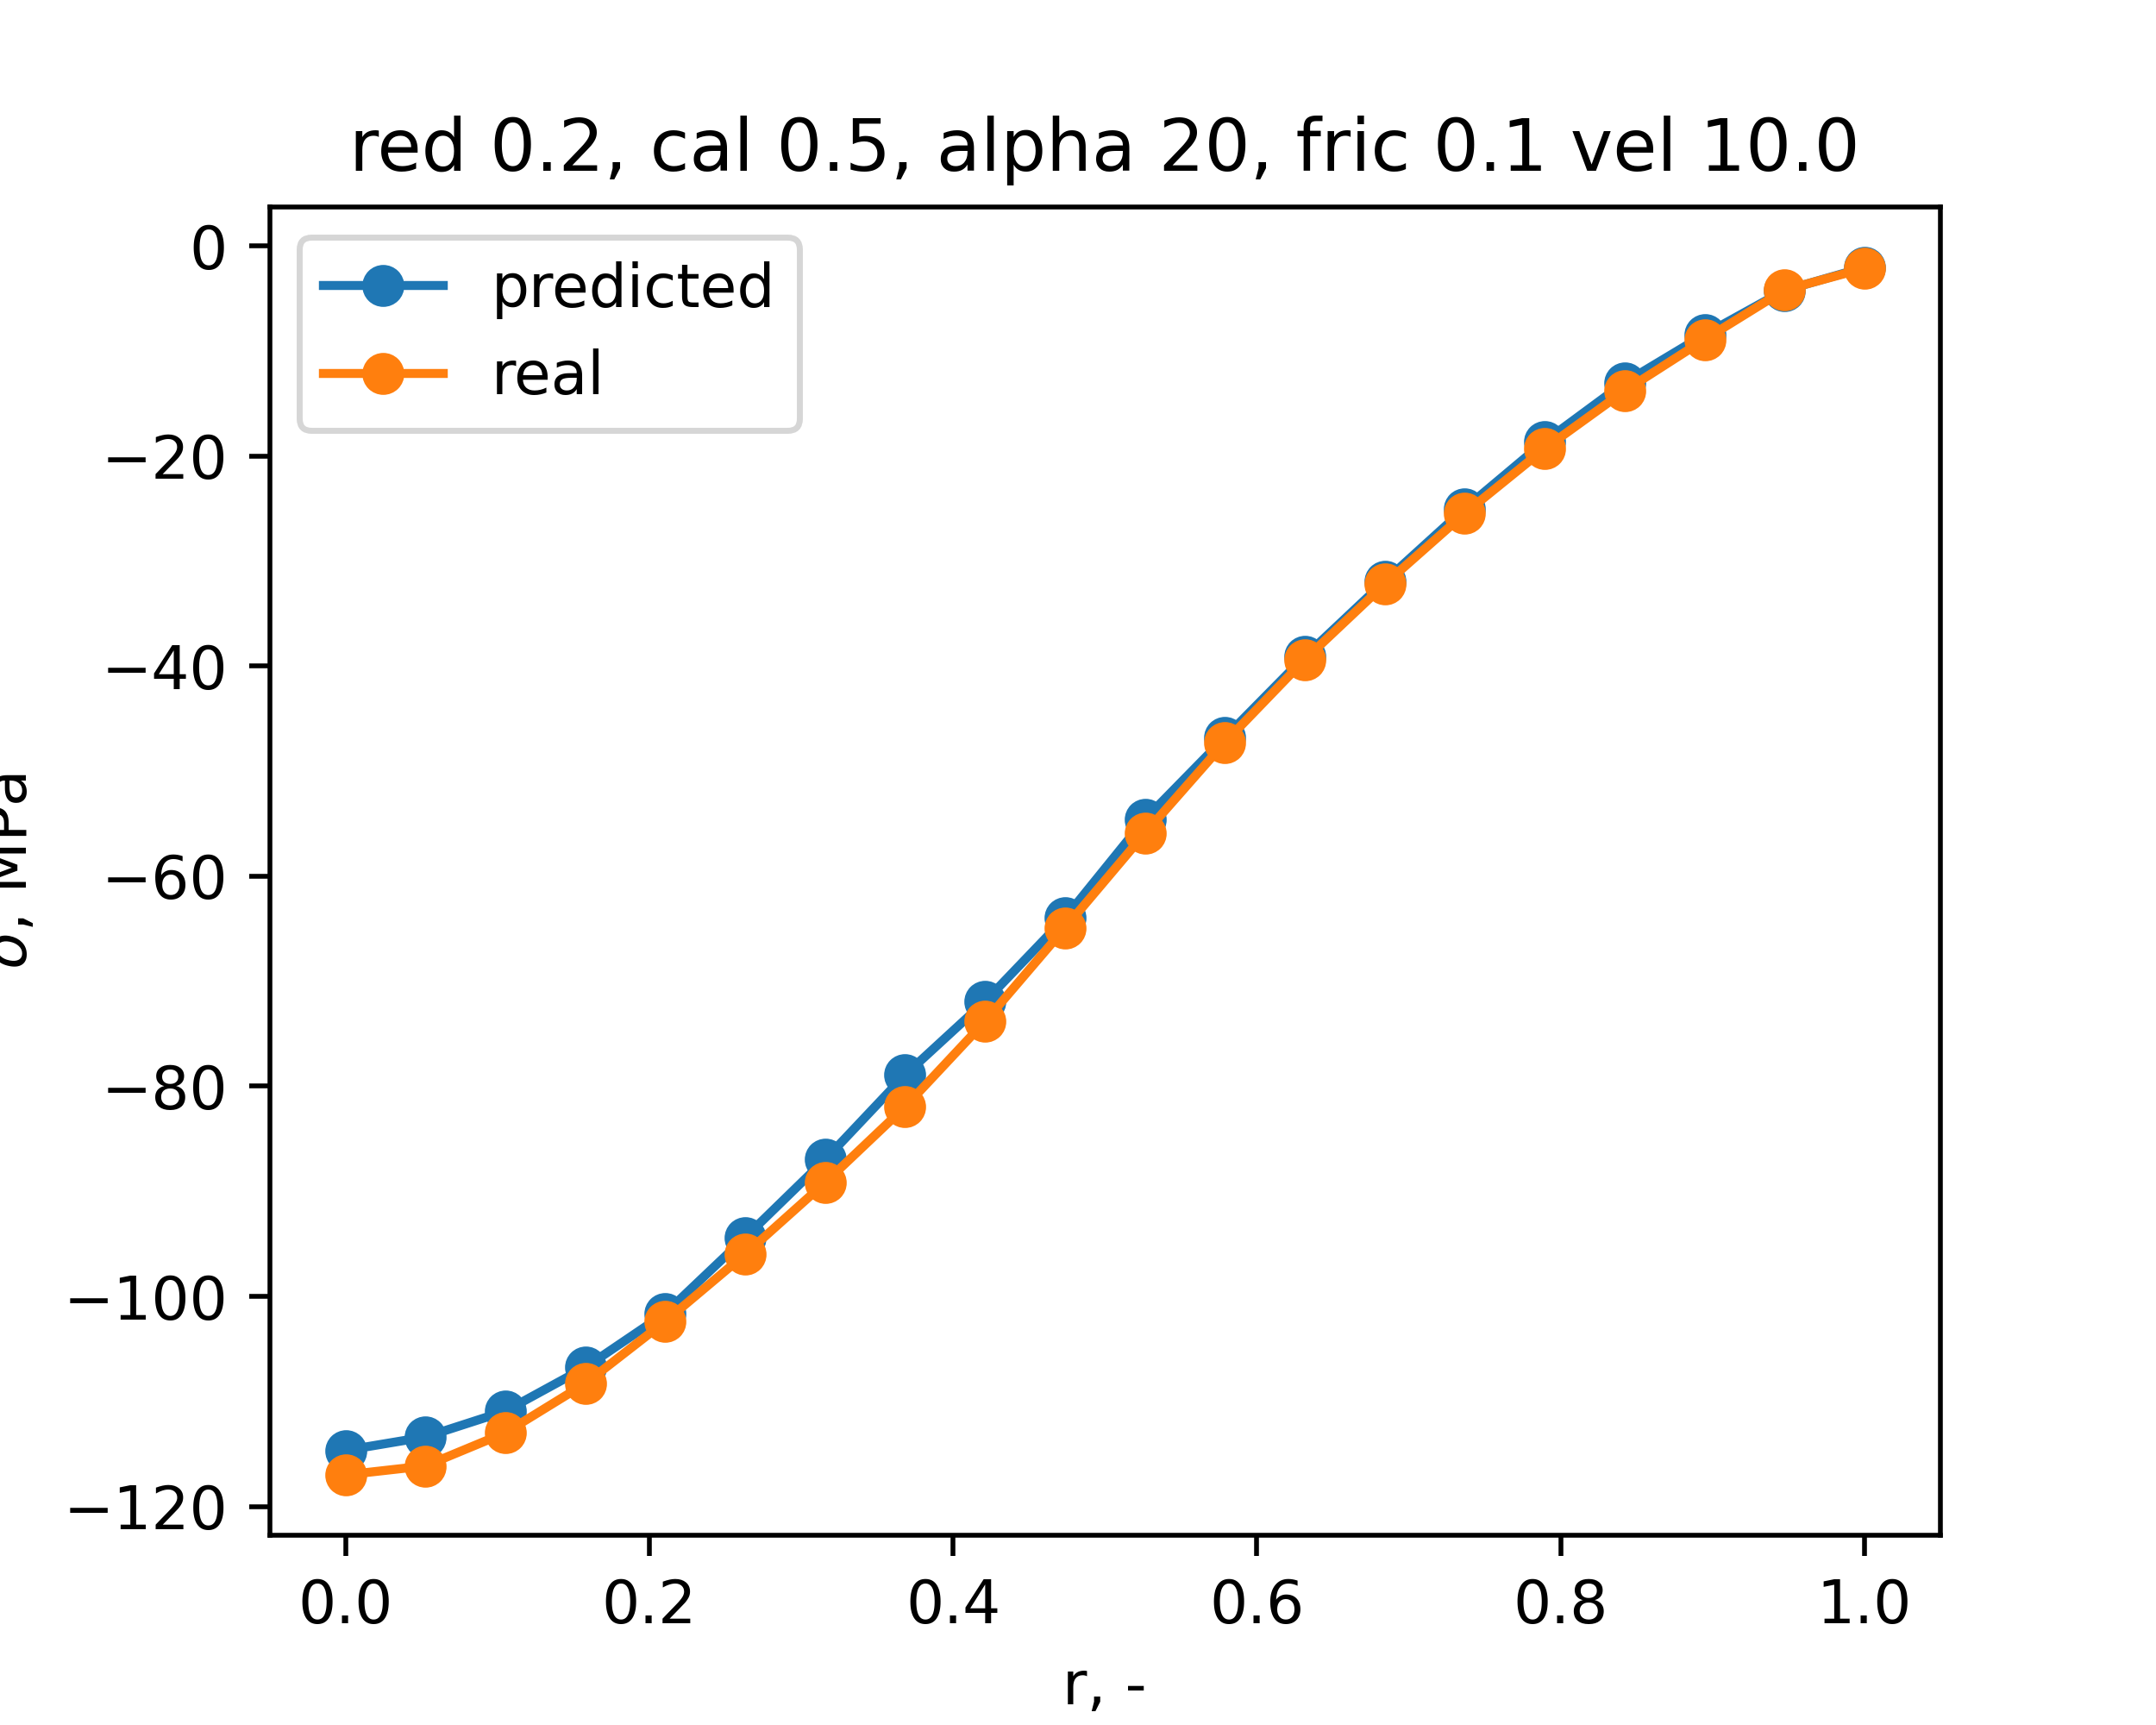 red 0.2, cal 0.5, alpha 20, fric 0.1 vel 10.0
predicted
real
0
−20
−40
−60
−80
−100
−120
σ, MPa
0.0 0.2 0.4 0.6 0.8 1.0
r, -